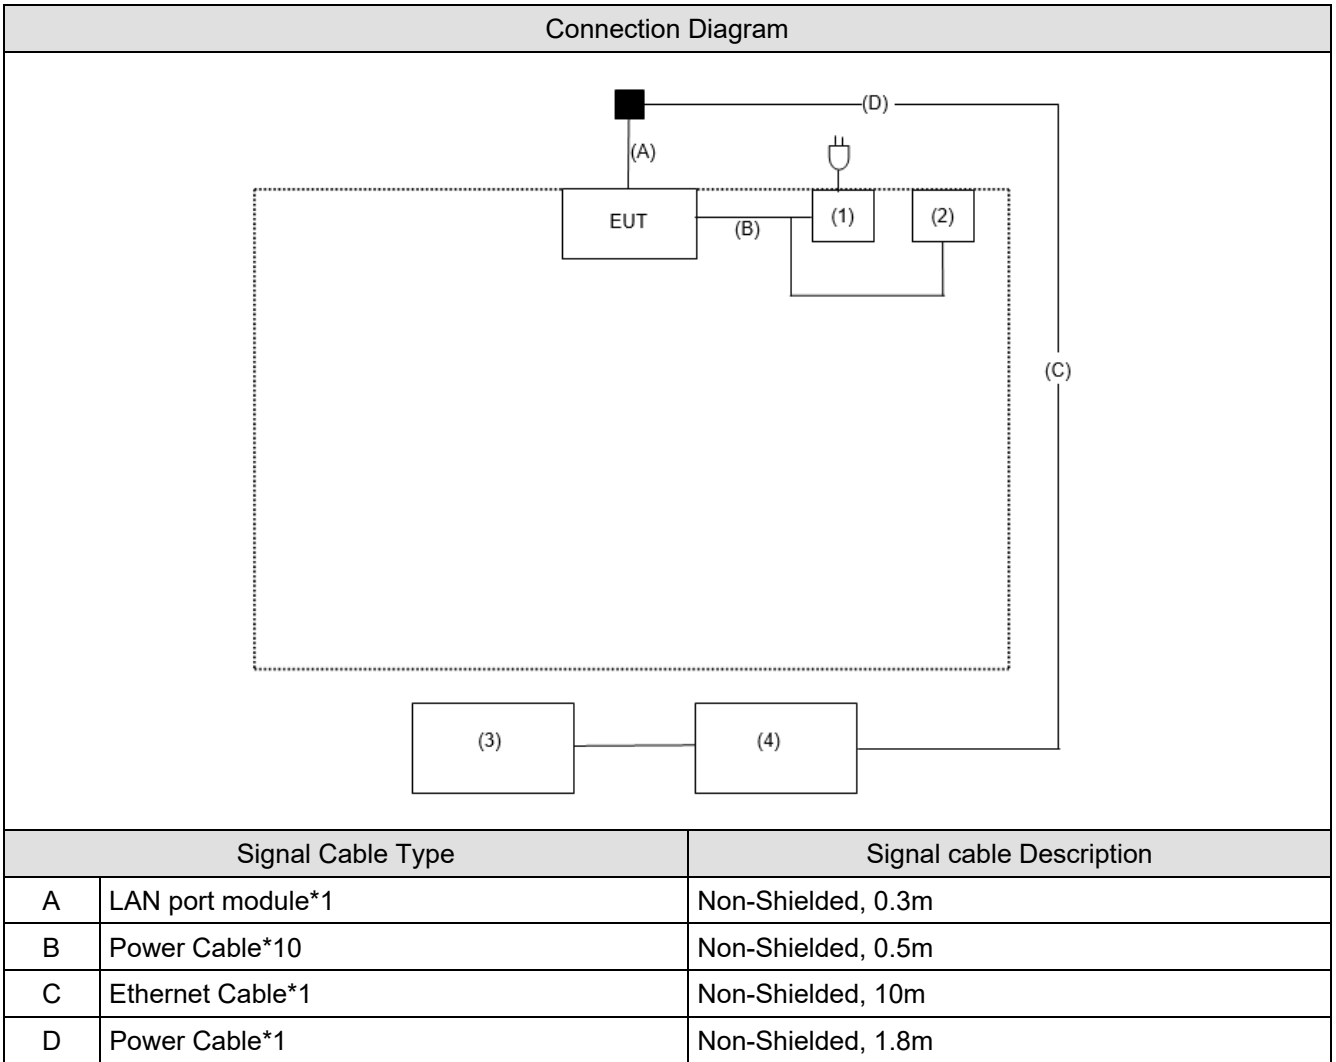 Connection Diagram
(D)
(A)
EUT
(B)
(1)
(2)
(C)
(3)
(4)
Signal Cable Type Signal cable Description
A LAN port module*1 Non-Shielded, 0.3m
B Power Cable*10 Non-Shielded, 0.5m
C Ethernet Cable*1 Non-Shielded, 10m
D Power Cable*1 Non-Shielded, 1.8m